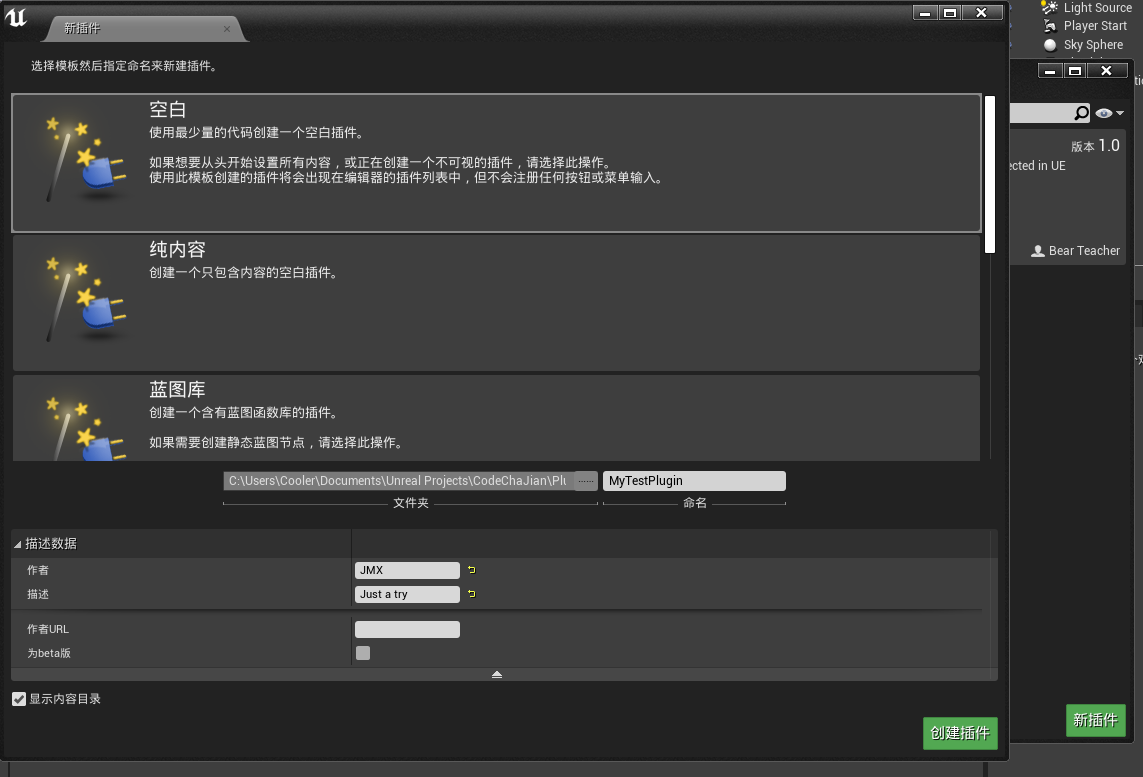 新插件
选择模板然后指定命名来新建插件。
空白
使用最少量的代码创建一个空白插件。
如果想要从头开始设置所有内容，或正在创建一个不可视的插件，请选择此操作。
使用此模板创建的插件将会出现在编辑器的插件列表中，但不会注册任何按钮或菜单输入。
纯内容
创建一个只包含内容的空白插件。
蓝图库
创建一个含有蓝图函数库的插件。
如果需要创建静态蓝图节点，请选择此操作。
C:\Users\Cooler\Documents\Unreal Projects\CodeChaJian\Plu
......
MyTestPlugin
文件夹
命名
描述数据
作者
JMX
描述
Just a try
作者URL
为beta版
显示内容目录
创建插件
Light Source
Player Start
Sky Sphere
版本 1.0
ected in UE
Bear Teacher
新插件